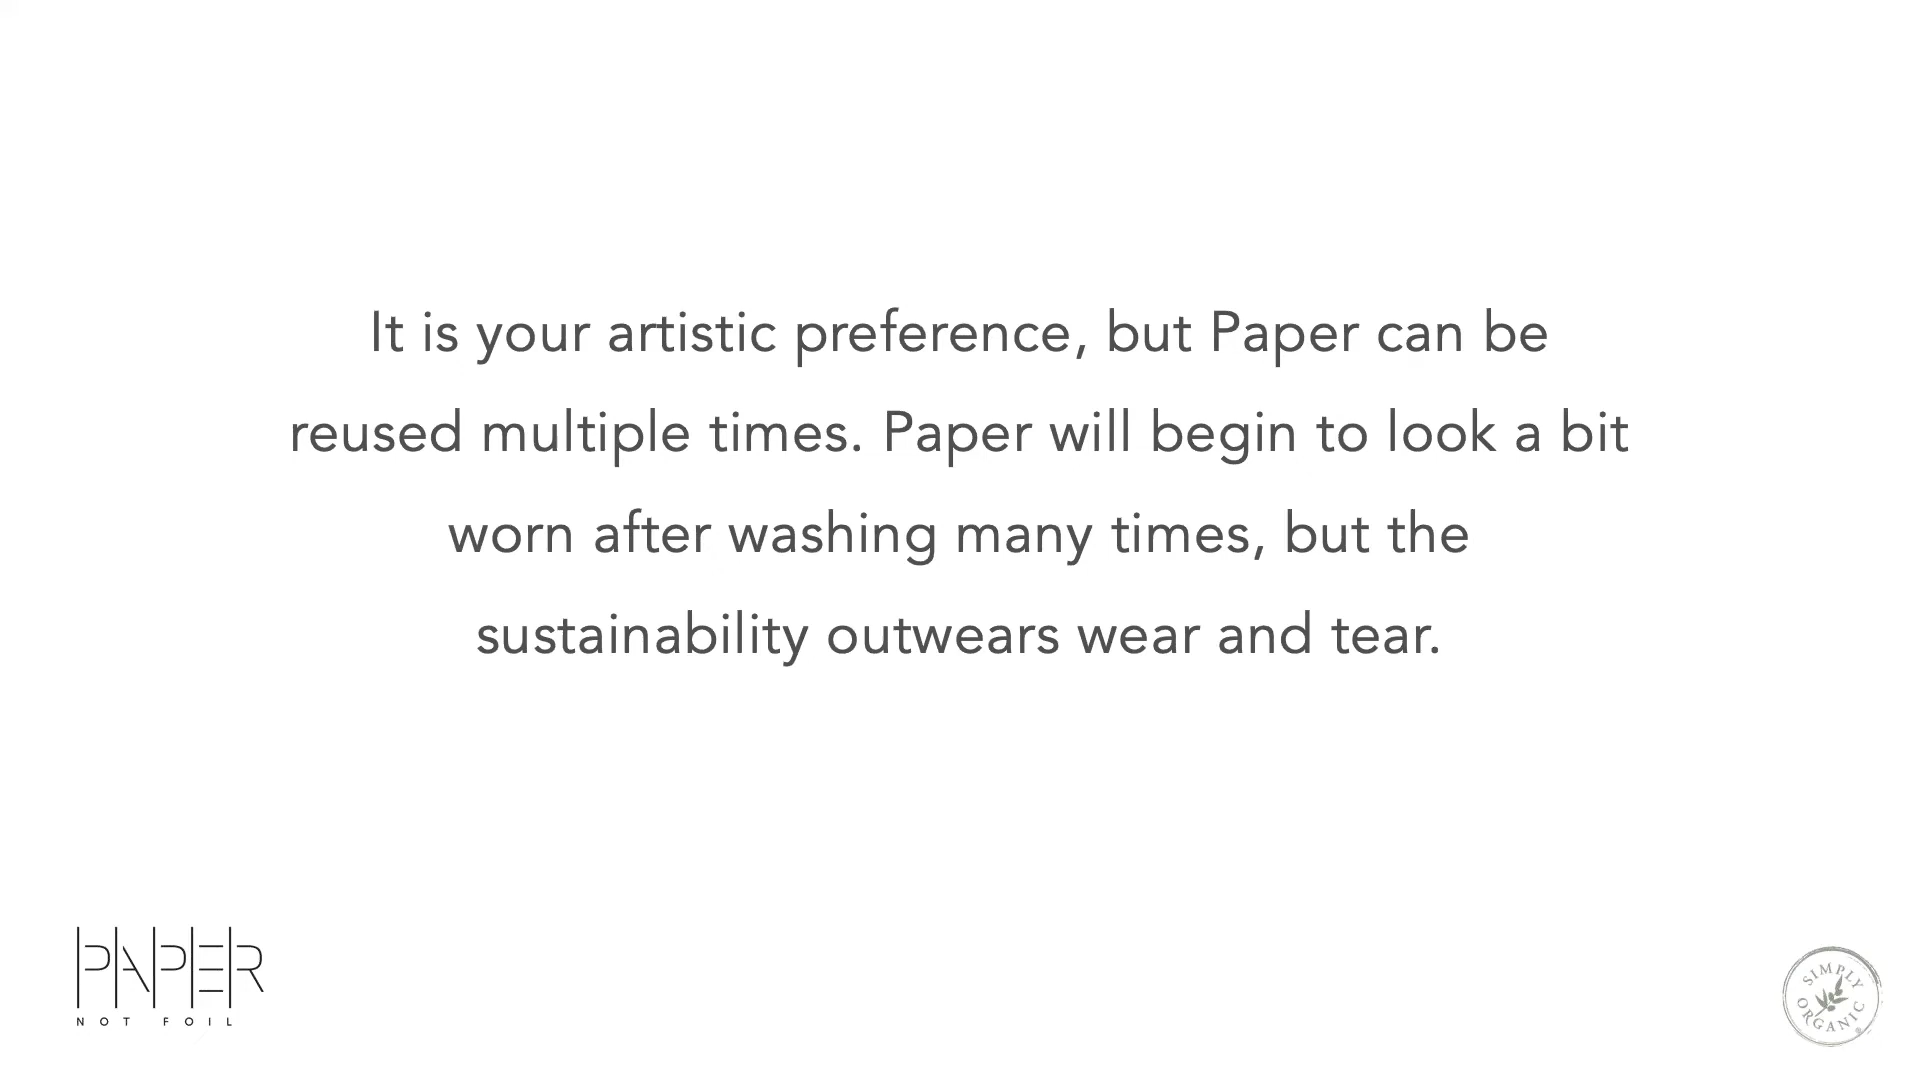 It is your artistic preference, but Paper can be
reused multiple times. Paper will begin to look a bit
worn after washing many times, but the
sustainability outwears wear and tear.
PAPER
NOT FOIL
SIMPLY
ORGANIC